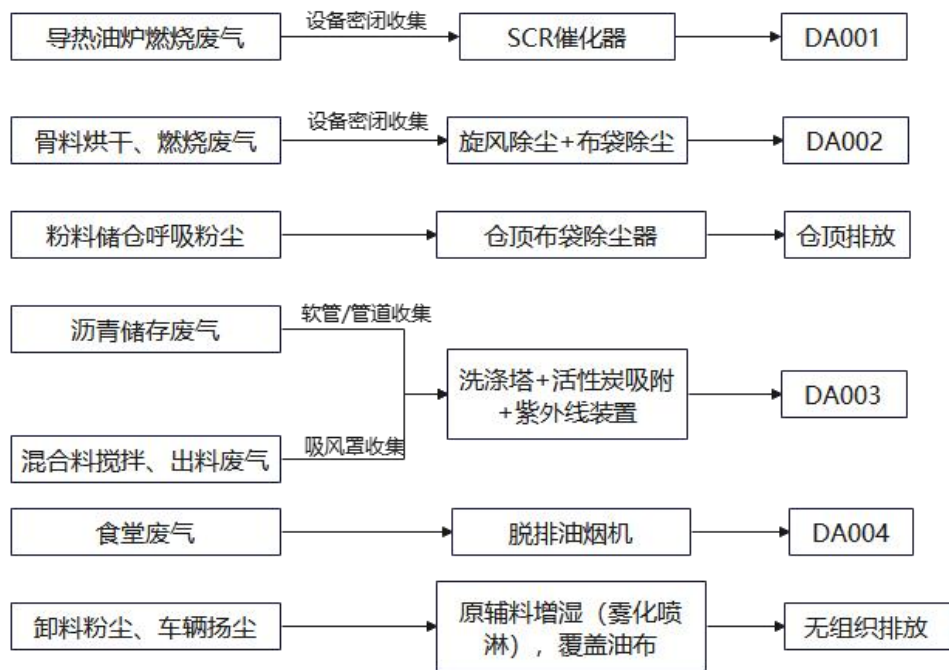 导热油炉燃烧废气
设备密闭收集
SCR催化器
DA001
骨料烘干、燃烧废气
设备密闭收集
旋风除尘+布袋除尘
DA002
粉料储仓呼吸粉尘
仓顶布袋除尘器
仓顶排放
沥青储存废气
软管/管道收集
洗涤塔+活性炭吸附
+紫外线装置
DA003
混合料搅拌、出料废气
吸风罩收集
食堂废气
脱排油烟机
DA004
卸料粉尘、车辆扬尘
原辅料增湿（雾化喷
淋），覆盖油布
无组织排放